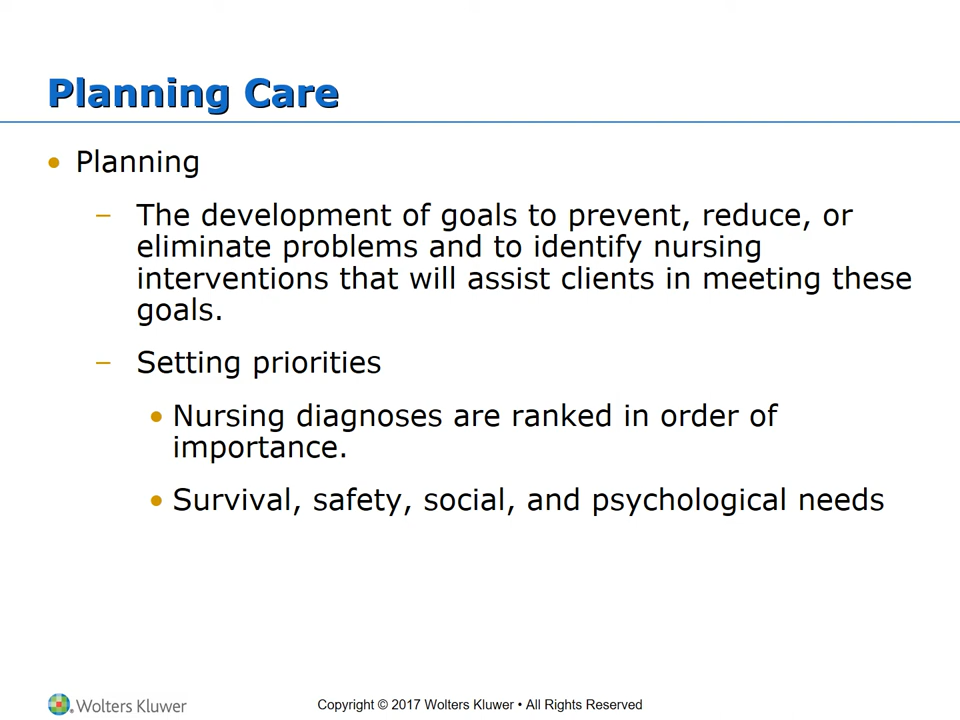 Planning Care
• Planning
– The development of goals to prevent, reduce, or
eliminate problems and to identify nursing
interventions that will assist clients in meeting these
goals.
– Setting priorities
• Nursing diagnoses are ranked in order of
importance.
• Survival, safety, social, and psychological needs
Wolters Kluwer
Copyright © 2017 Wolters Kluwer • All Rights Reserved